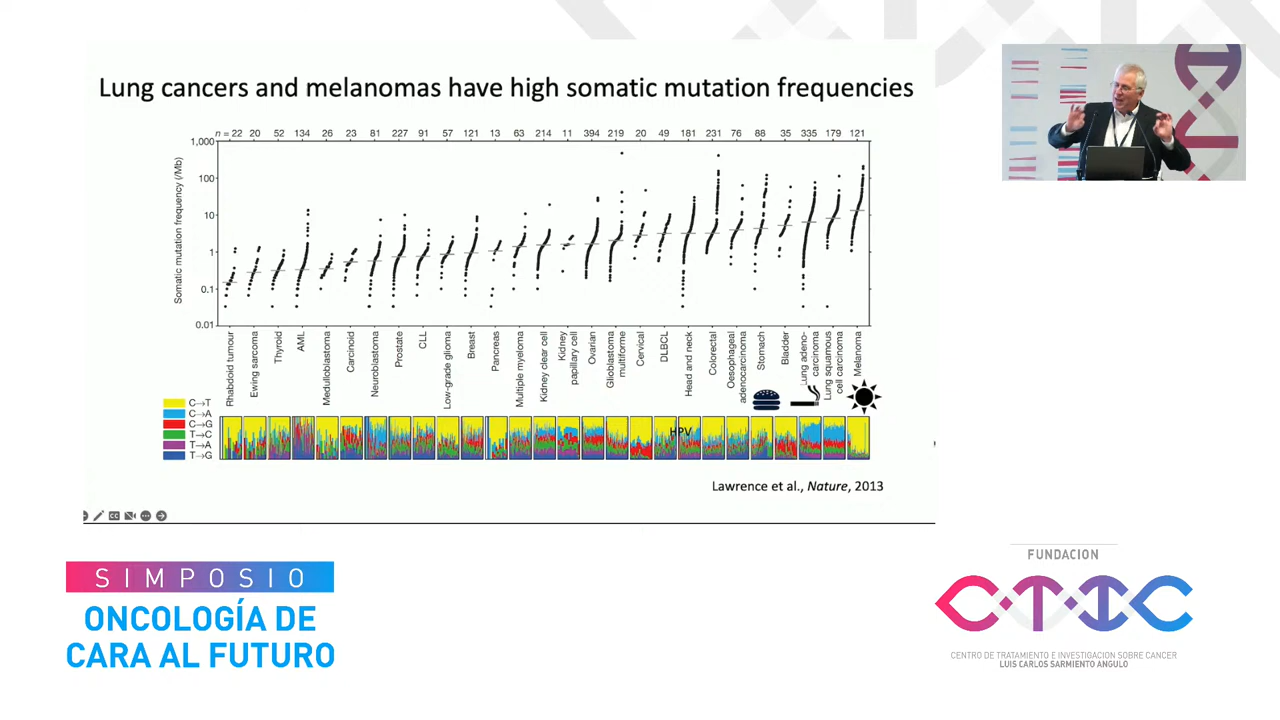 Lung cancers and melanomas have high somatic mutation frequencies
n = 22 20 52 134 26 23 81 227 91 57 121 13 63 214 11 394 219 20 49 181 231 76 88 35 335 179 121
Somatic mutation frequency (/Mb)
1,000
100
10
1
0.1
0.01
Rhabdoid tumour
Ewing sarcoma
Thyroid
AML
Medulloblastoma
Carcinoid
Neuroblastoma
Prostate
CLL
Low-grade glioma
Breast
Pancreas
Multiple myeloma
Kidney clear cell
Kidney
papillary cell
Ovarian
Glioblastoma
multiforme
Cervical
DLBCL
Head and neck
Colorectal
Oesophageal
adenocarcinoma
Stomach
Bladder
Lung adeno-
carcinoma
Lung squamous
cell carcinoma
Melanoma
C→T
C→A
C→G
T→C
T→A
T→G
HPV
Lawrence et al., Nature, 2013
CC
SIMPOSIO
ONCOLOGÍA DE
CARA AL FUTURO
FUNDACION
CTIC
CENTRO DE TRATAMIENTO E INVESTIGACION SOBRE CANCER
LUIS CARLOS SARMIENTO ANGULO